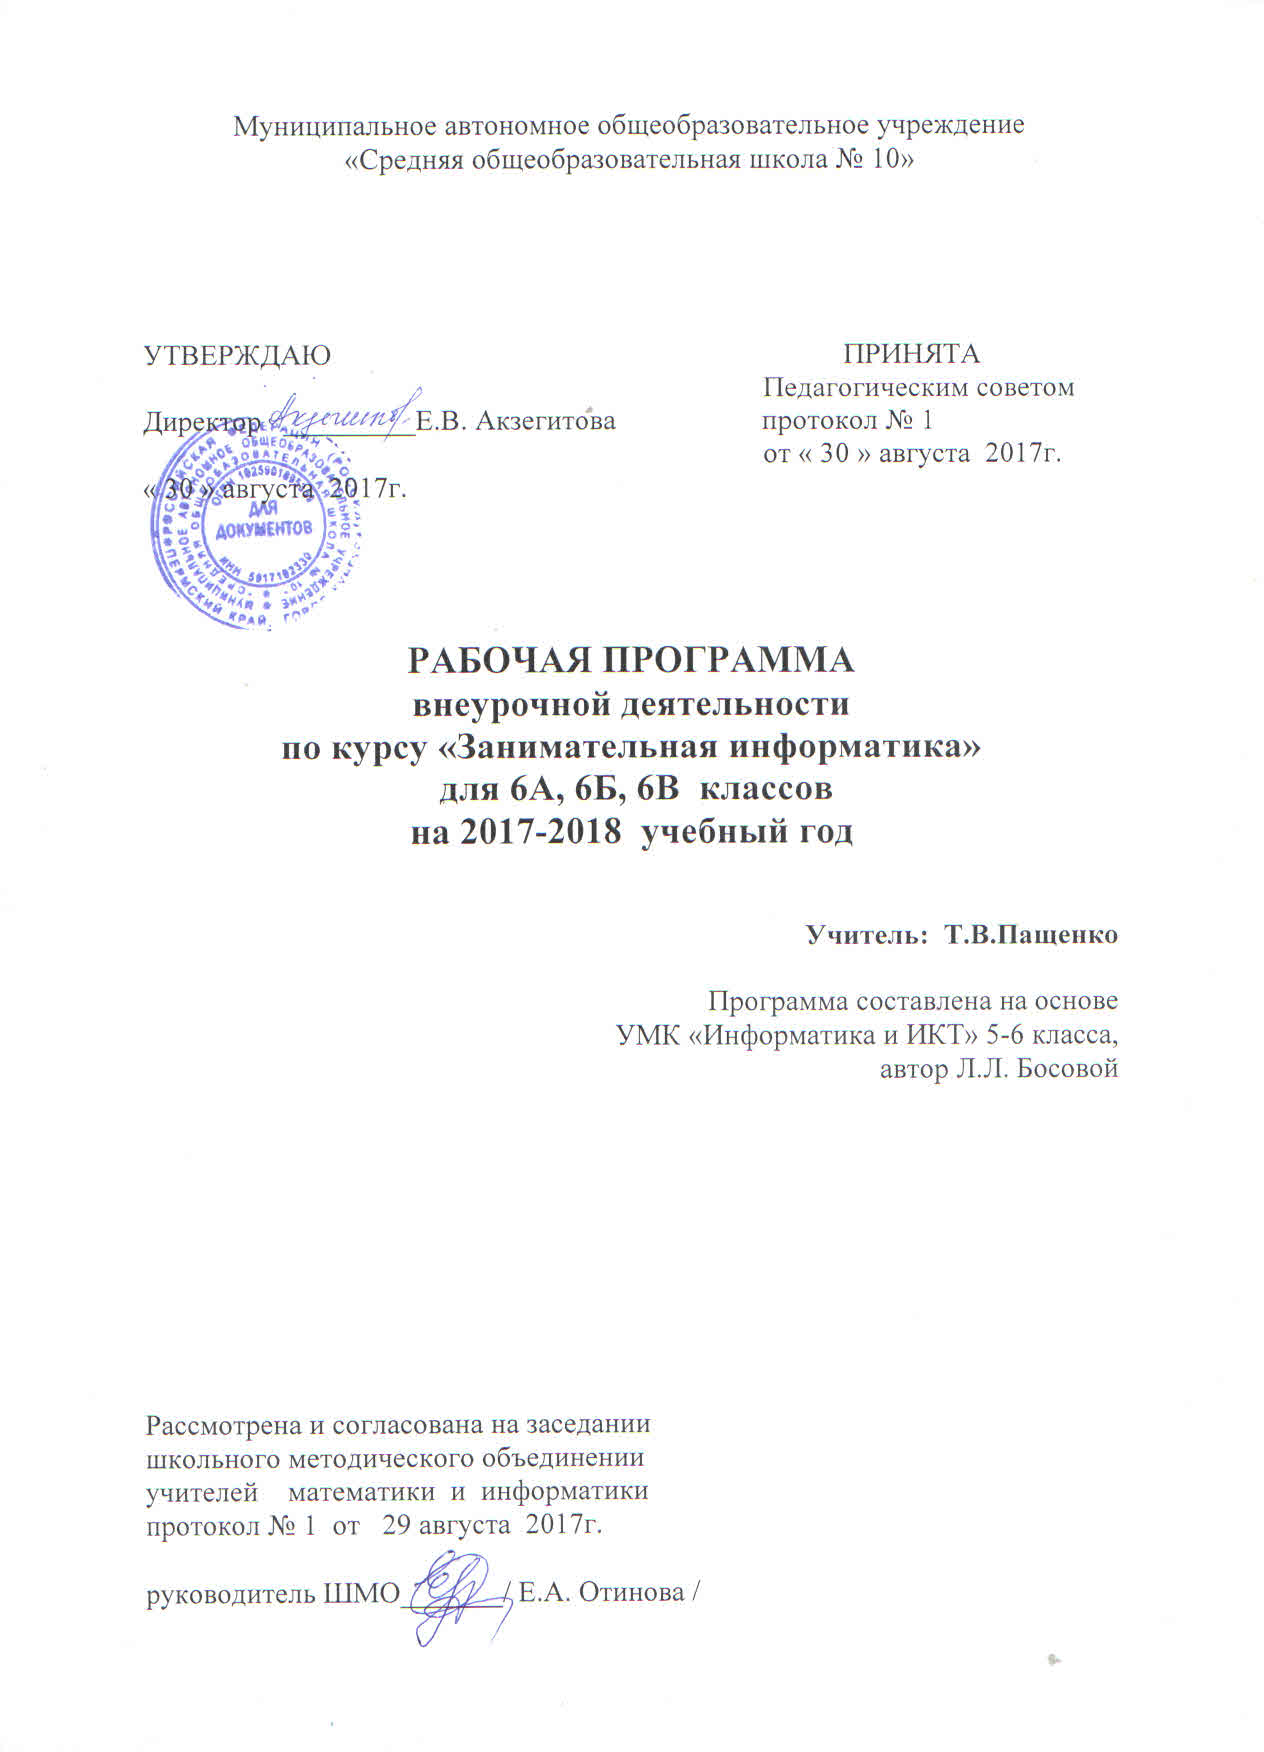 Муниципальное автономное общеобразовательное учреждение
«Средняя общеобразовательная школа № 10»
УТВЕРЖДАЮ
Директор Е.В. Акзегитова
« 30 » августа 2017г.
ПРИНЯТА
Педагогическим советом
протокол № 1
от « 30 » августа 2017г.
ДЛЯ
ДОКУМЕНТОВ
РАБОЧАЯ ПРОГРАММА
внеурочной деятельности
по курсу «Занимательная информатика»
для 6А, 6Б, 6В классов
на 2017-2018 учебный год
Учитель: Т.В.Пащенко
Программа составлена на основе
УМК «Информатика и ИКТ» 5-6 класса,
автор Л.Л. Босовой
Рассмотрена и согласована на заседании
школьного методического объединении
учителей математики и информатики
протокол № 1 от 29 августа 2017г.
руководитель ШМО / Е.А. Отинова /